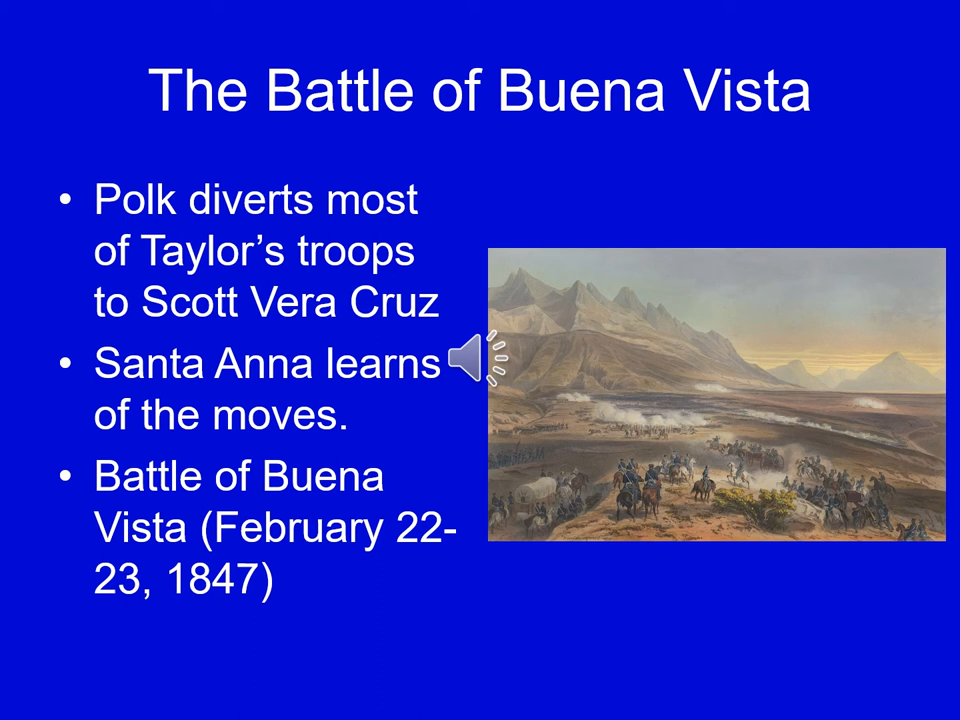 The Battle of Buena Vista
• Polk diverts most
of Taylor’s troops
to Scott Vera Cruz
• Santa Anna learns
of the moves.
• Battle of Buena
Vista (February 22-
23, 1847)